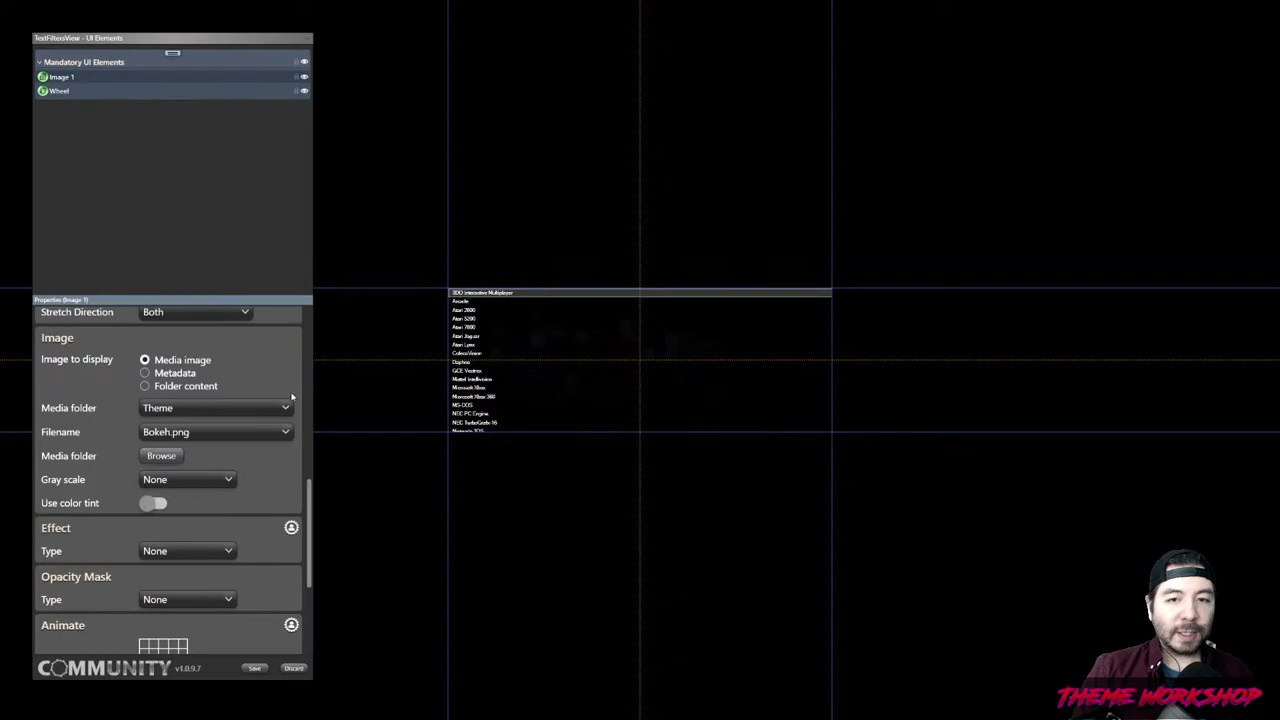 TextFiltersView - UI Elements
Mandatory UI Elements
Image 1
Wheel
Properties (Image 1)
Stretch Direction Both
Image
Image to display Media image
Metadata
Folder content
Media folder Theme
Filename Bokeh.png
Media folder Browse
Gray scale None
Use color tint
Effect
Type None
Opacity Mask
Type None
Animate
COMMUNITY v1.0.9.7 Save Discard
3DO Interactive Multiplayer
Arcade
Atari 2600
Atari 5200
Atari 7800
Atari Jaguar
Atari Lynx
ColecoVision
Daphne
GCE Vectrex
Mattel Intellivision
Microsoft Xbox
Microsoft Xbox 360
MS-DOS
NEC PC Engine
NEC TurboGrafx-16
Nintendo 3DS
THEME WORKSHOP